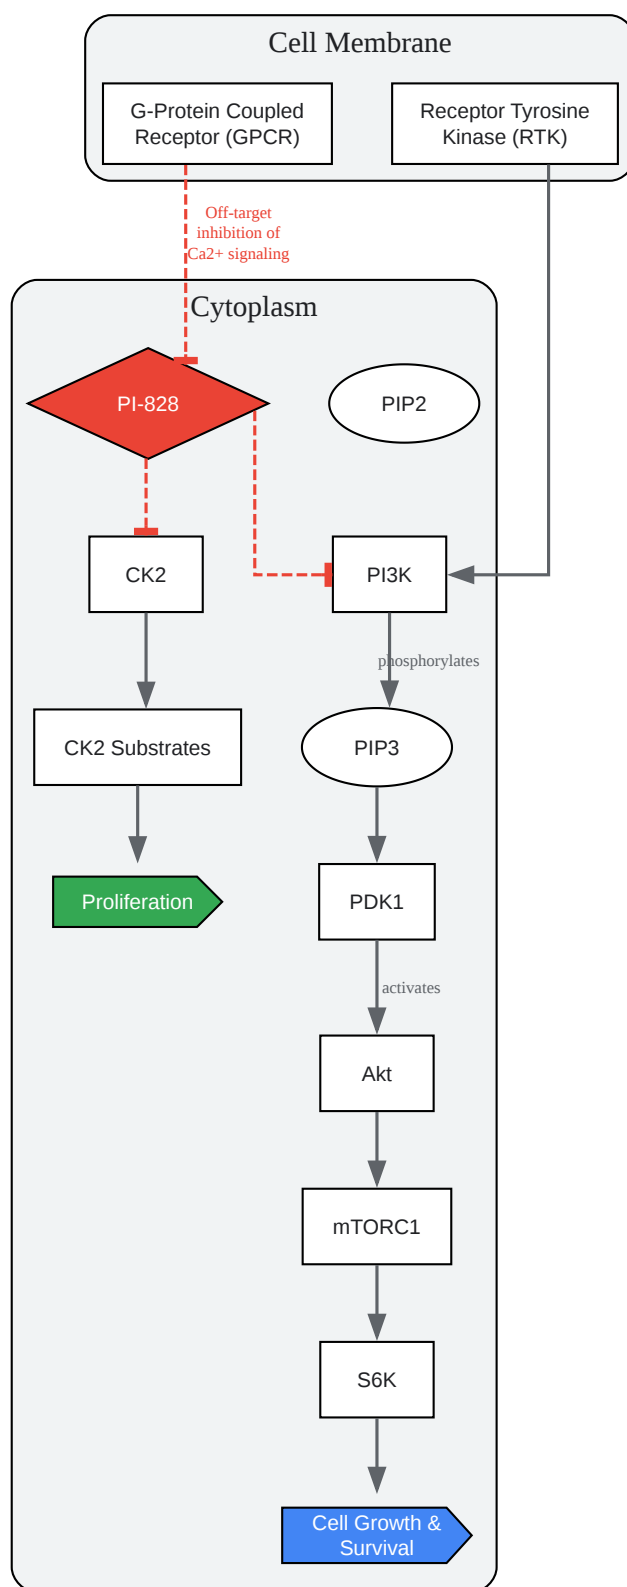 Cell Membrane
G-Protein Coupled
Receptor (GPCR)
Receptor Tyrosine
Kinase (RTK)
Off-target
inhibition of
Ca2+ signaling
Cytoplasm
PI-828
PIP2
CK2
PI3K
phosphorylates
CK2 Substrates
PIP3
Proliferation
PDK1
activates
Akt
mTORC1
S6K
Cell Growth &
Survival